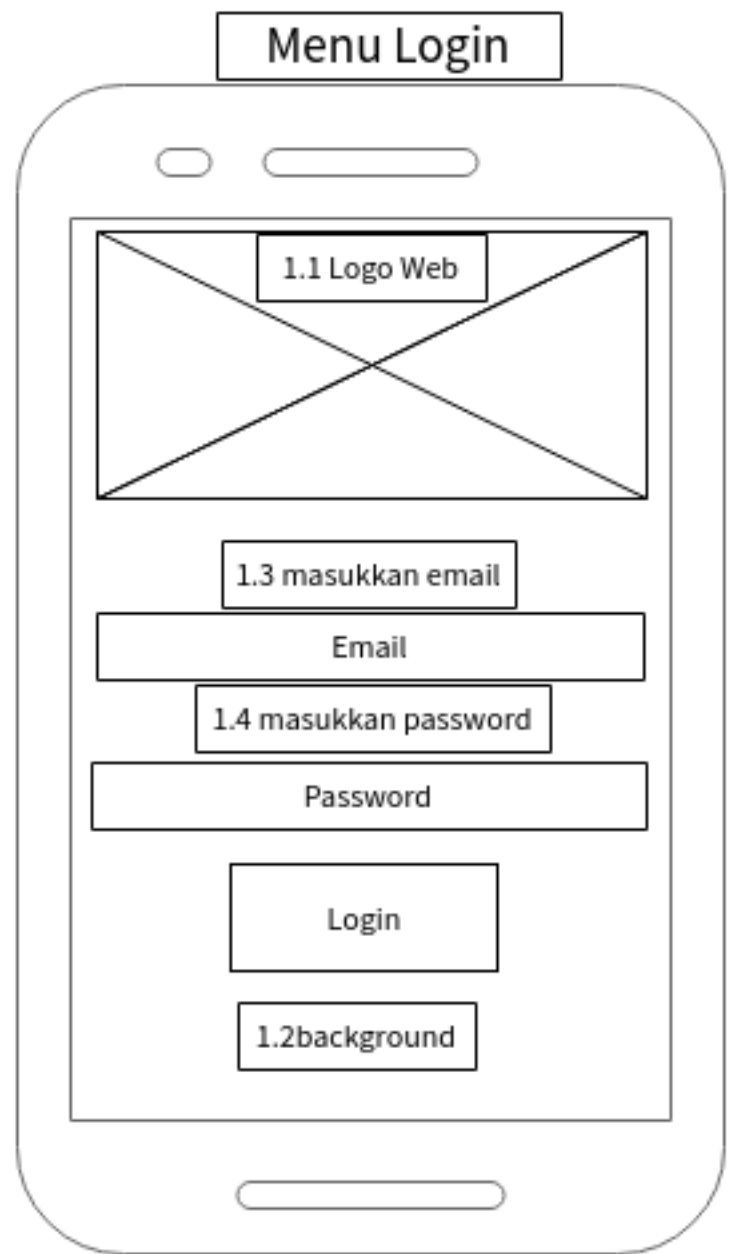 Menu Login
1.1 Logo Web
1.3 masukkan email
Email
1.4 masukkan password
Password
Login
1.2background